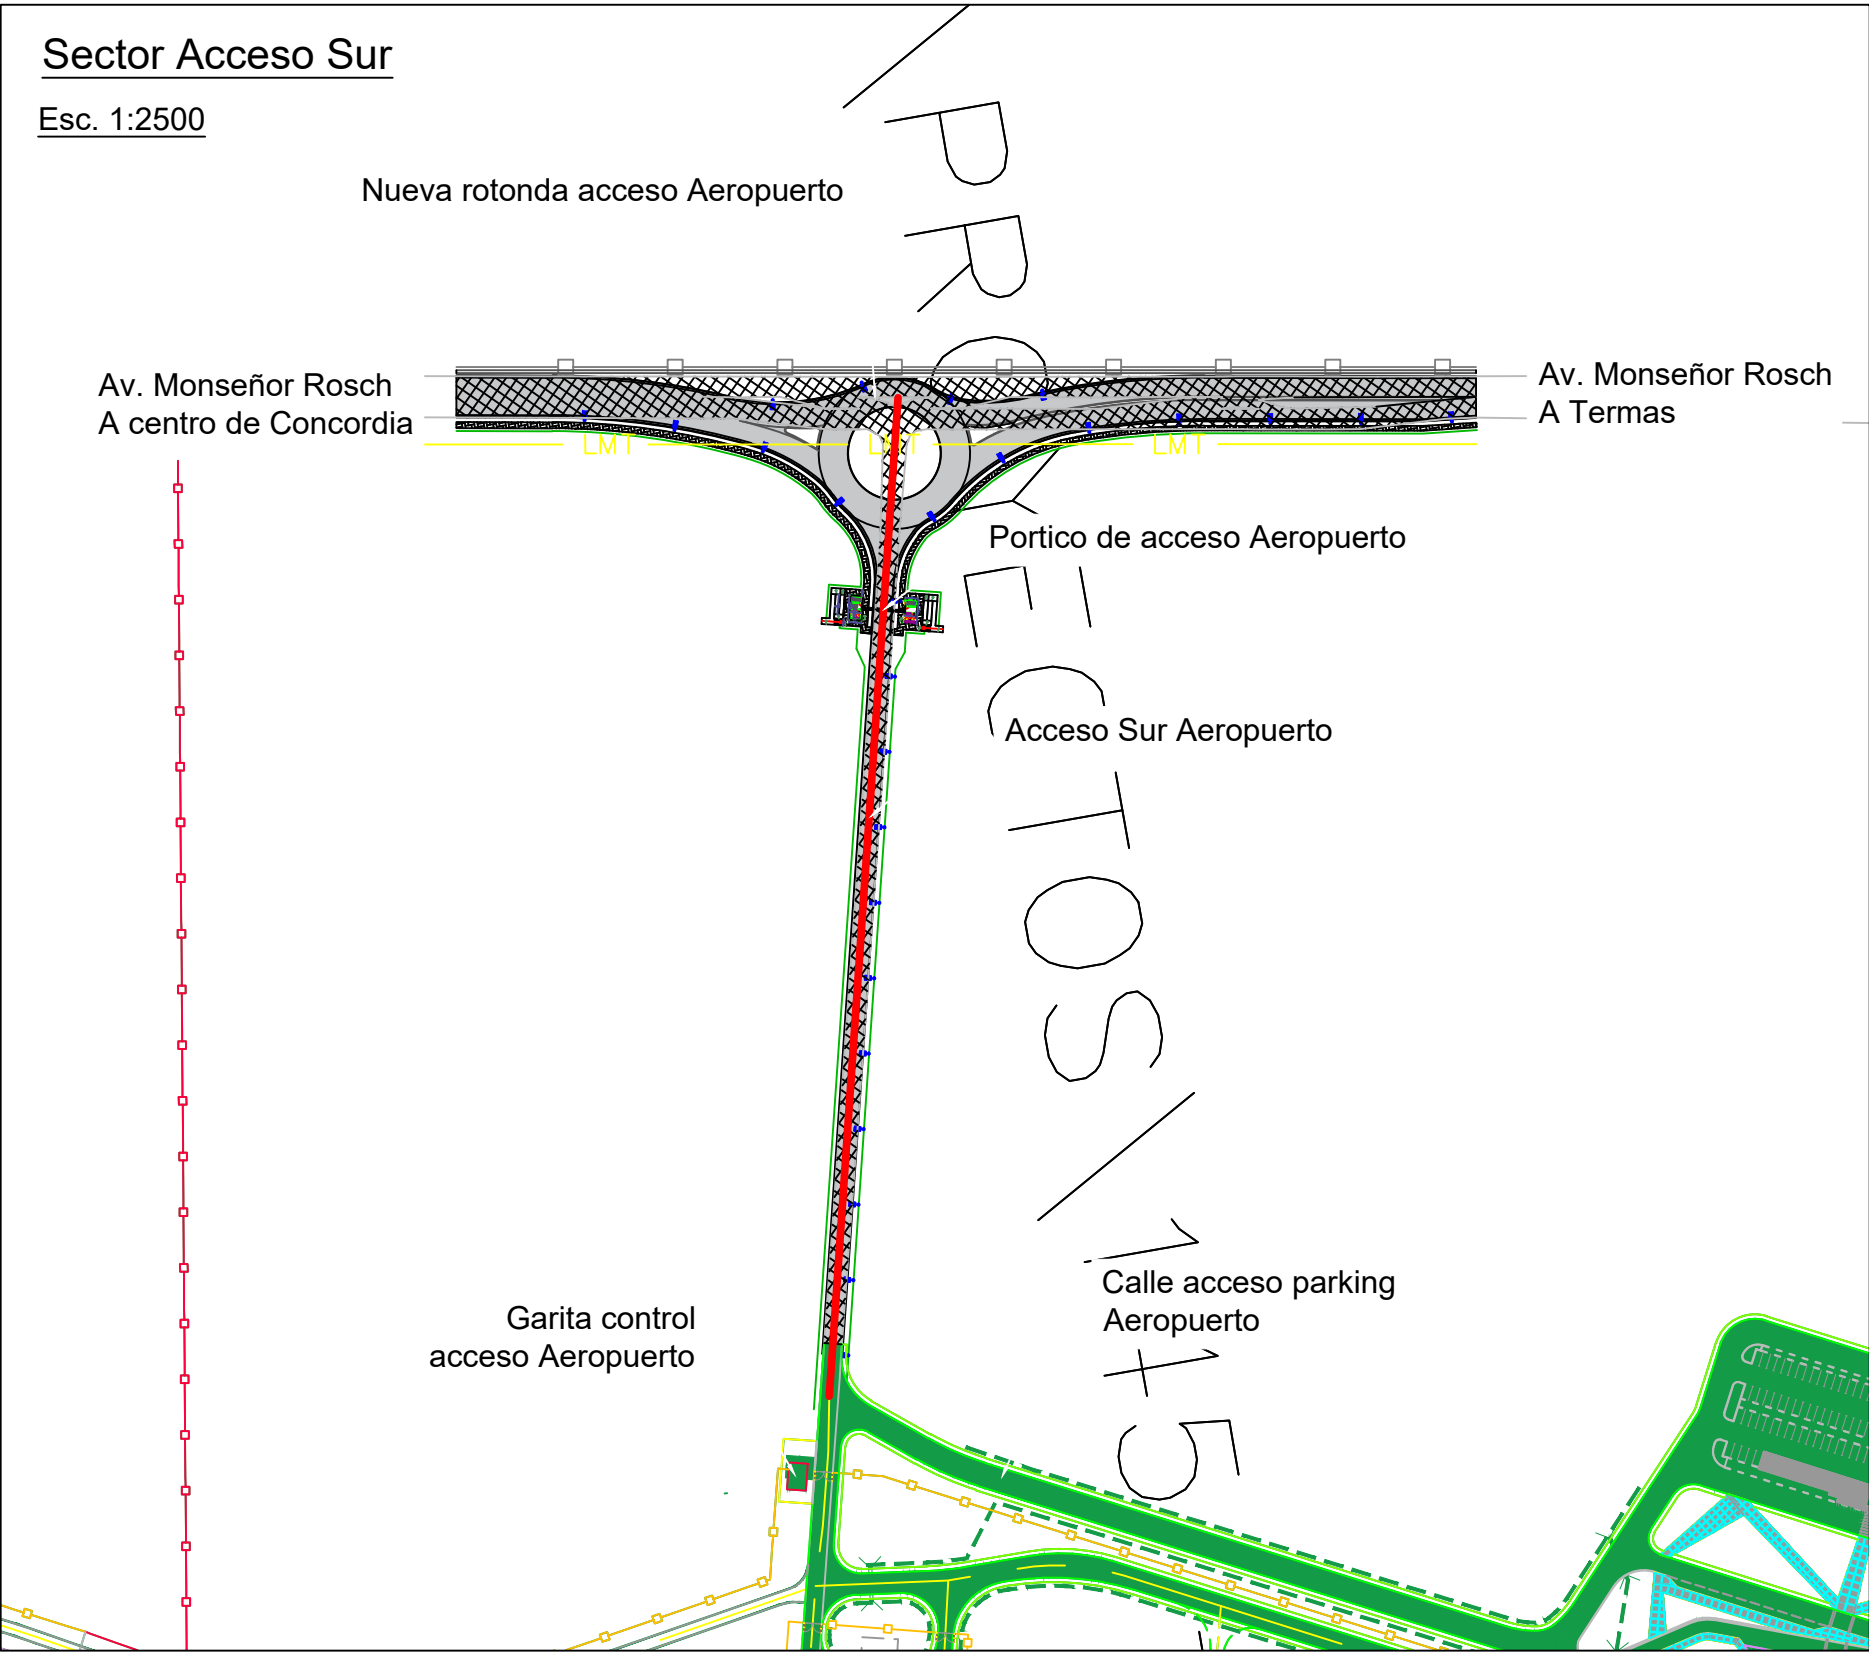 Sector Acceso Sur
Esc. 1:2500
Nueva rotonda acceso Aeropuerto
Av. Monseñor Rosch
A centro de Concordia
Av. Monseñor Rosch
A Termas
LMT
LMT
LMT
Portico de acceso Aeropuerto
Acceso Sur Aeropuerto
Calle acceso parking
Aeropuerto
Garita control
acceso Aeropuerto
/PROYECTOS/